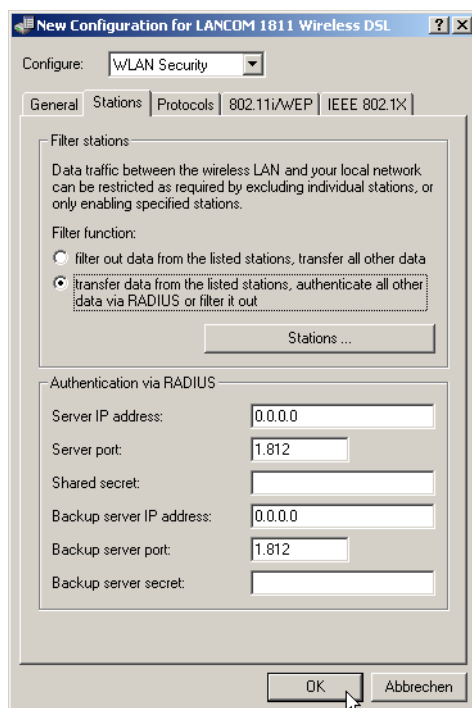 New Configuration for LANCOM 1811 Wireless DSL
Configure: WLAN Security
General Stations Protocols 802.11i/WEP IEEE 802.1X
Filter stations
Data traffic between the wireless LAN and your local network
can be restricted as required by excluding individual stations, or
only enabling specified stations.
Filter function:
filter out data from the listed stations, transfer all other data
transfer data from the listed stations, authenticate all other
data via RADIUS or filter it out
Stations ...
Authentication via RADIUS
Server IP address: 0.0.0.0
Server port: 1.812
Shared secret:
Backup server IP address: 0.0.0.0
Backup server port: 1.812
Backup server secret:
OK Abbrechen